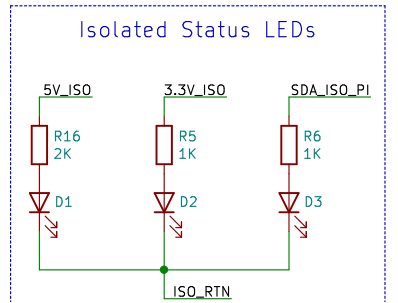 Isolated Status LEDs
5V_ISO
3.3V_ISO
SDA_ISO_PI
R16
2K
R5
1K
R6
1K
D1
D2
D3
ISO_RTN